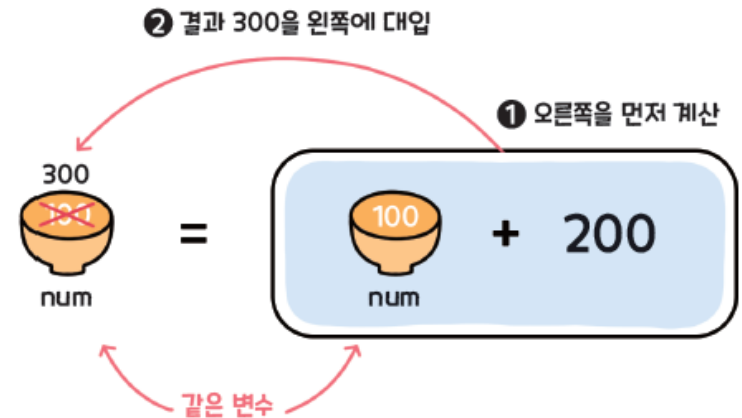 ❷ 결과 300을 왼쪽에 대입
❶ 오른쪽을 먼저 계산
300
100 = 100 + 200
num num
같은 변수